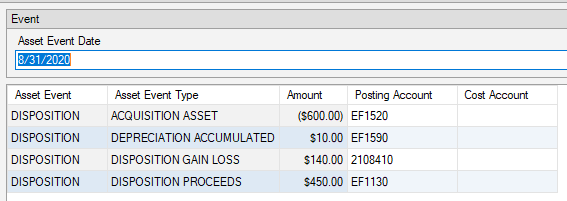 Event
Asset Event Date
8/31/2020
Asset Event Asset Event Type Amount Posting Account Cost Account
DISPOSITION ACQUISITION ASSET ($600.00) EF1520
DISPOSITION DEPRECIATION ACCUMULATED $10.00 EF1590
DISPOSITION DISPOSITION GAIN LOSS $140.00 2108410
DISPOSITION DISPOSITION PROCEEDS $450.00 EF1130